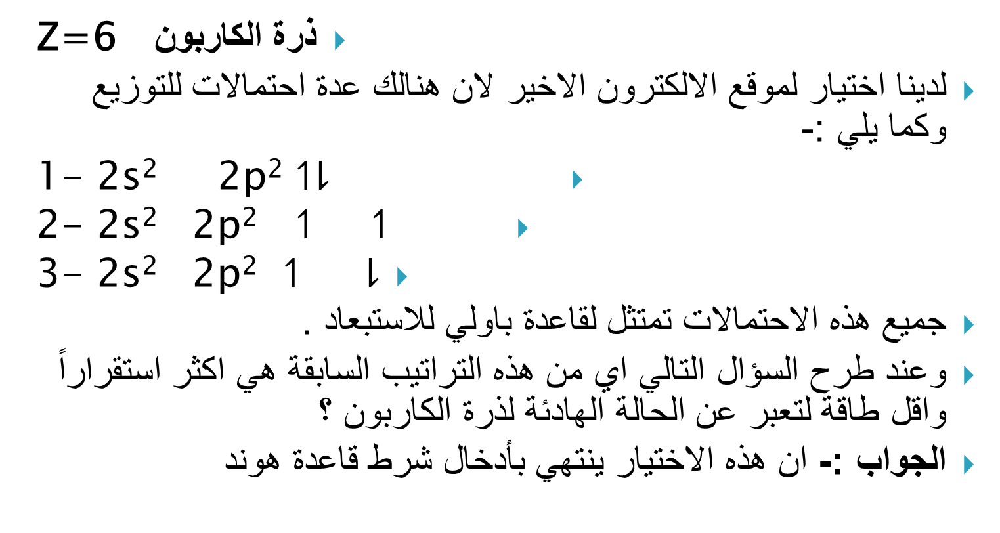 ذرة الكاربون Z=6
لدينا اختيار لموقع الالكترون الاخير لان هنالك عدة احتمالات للتوزيع
وكما يلي :-
1- 2s² 2p² 1⇂
2- 2s² 2p² 1 1
3- 2s² 2p² 1 ⇂
جميع هذه الاحتمالات تمتثل لقاعدة باولي للاستبعاد .
وعند طرح السؤال التالي اي من هذه التراتيب السابقة هي اكثر استقراراً
واقل طاقة لتعبر عن الحالة الهادئة لذرة الكاربون ؟
الجواب :- ان هذه الاختيار ينتهي بأدخال شرط قاعدة هوند